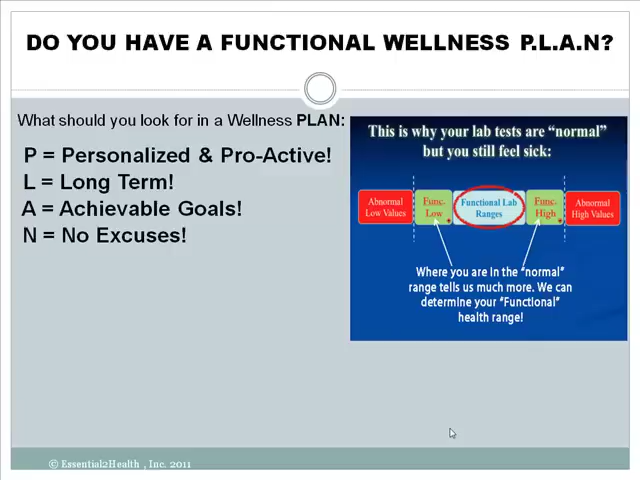 DO YOU HAVE A FUNCTIONAL WELLNESS P.L.A.N?
What should you look for in a Wellness PLAN:
P = Personalized & Pro-Active!
L = Long Term!
A = Achievable Goals!
N = No Excuses!
This is why your lab tests are "normal"
but you still feel sick:
Abnormal
Low Values
Func.
Low
Functional Lab
Ranges
Func.
High
Abnormal
High Values
Where you are in the "normal"
range tells us much more. We can
determine your "Functional"
health range!
© Essential2Health , Inc. 2011